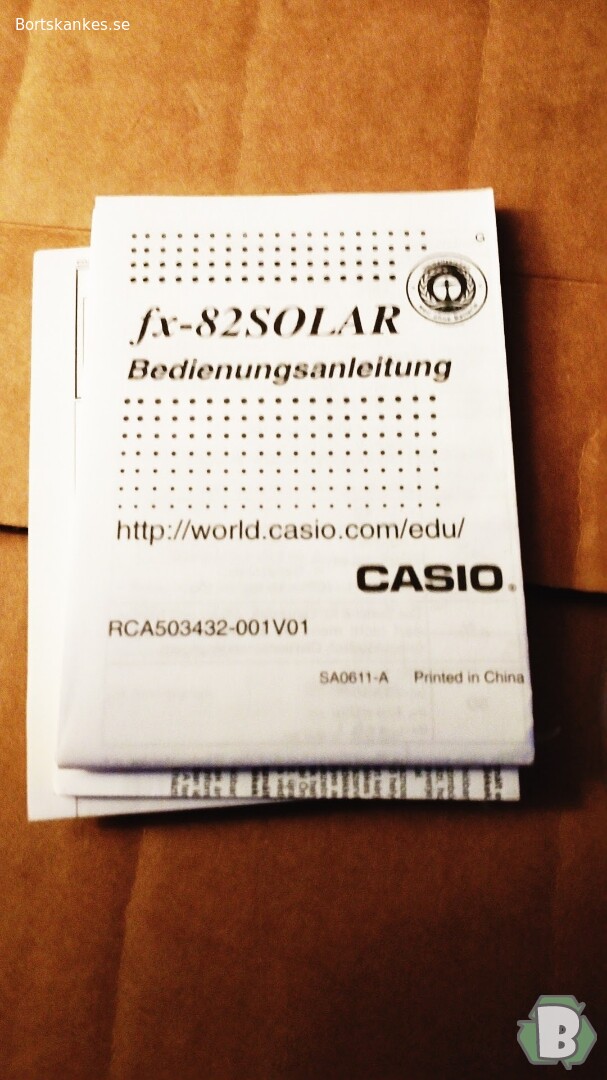 Bortskankes.se
G
fx-82SOLAR
Bedienungsanleitung
http://world.casio.com/edu/
CASIO
RCA503432-001V01
SA0611-A Printed in China
B